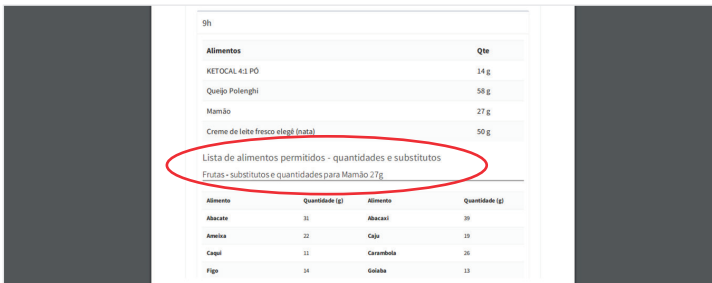 9h
Alimentos Qte
KETOCAL 4:1 PÓ 14 g
Queijo Polenghi 58 g
Mamão 27 g
Creme de leite fresco elegê (nata) 50 g
Lista de alimentos permitidos - quantidades e substitutos
Frutas - substitutos e quantidades para Mamão 27g
Alimento Quantidade (g) Alimento Quantidade (g)
Abacate 31 Abacaxi 39
Ameixa 22 Caju 19
Caqui 11 Carambola 26
Figo 14 Goiaba 13